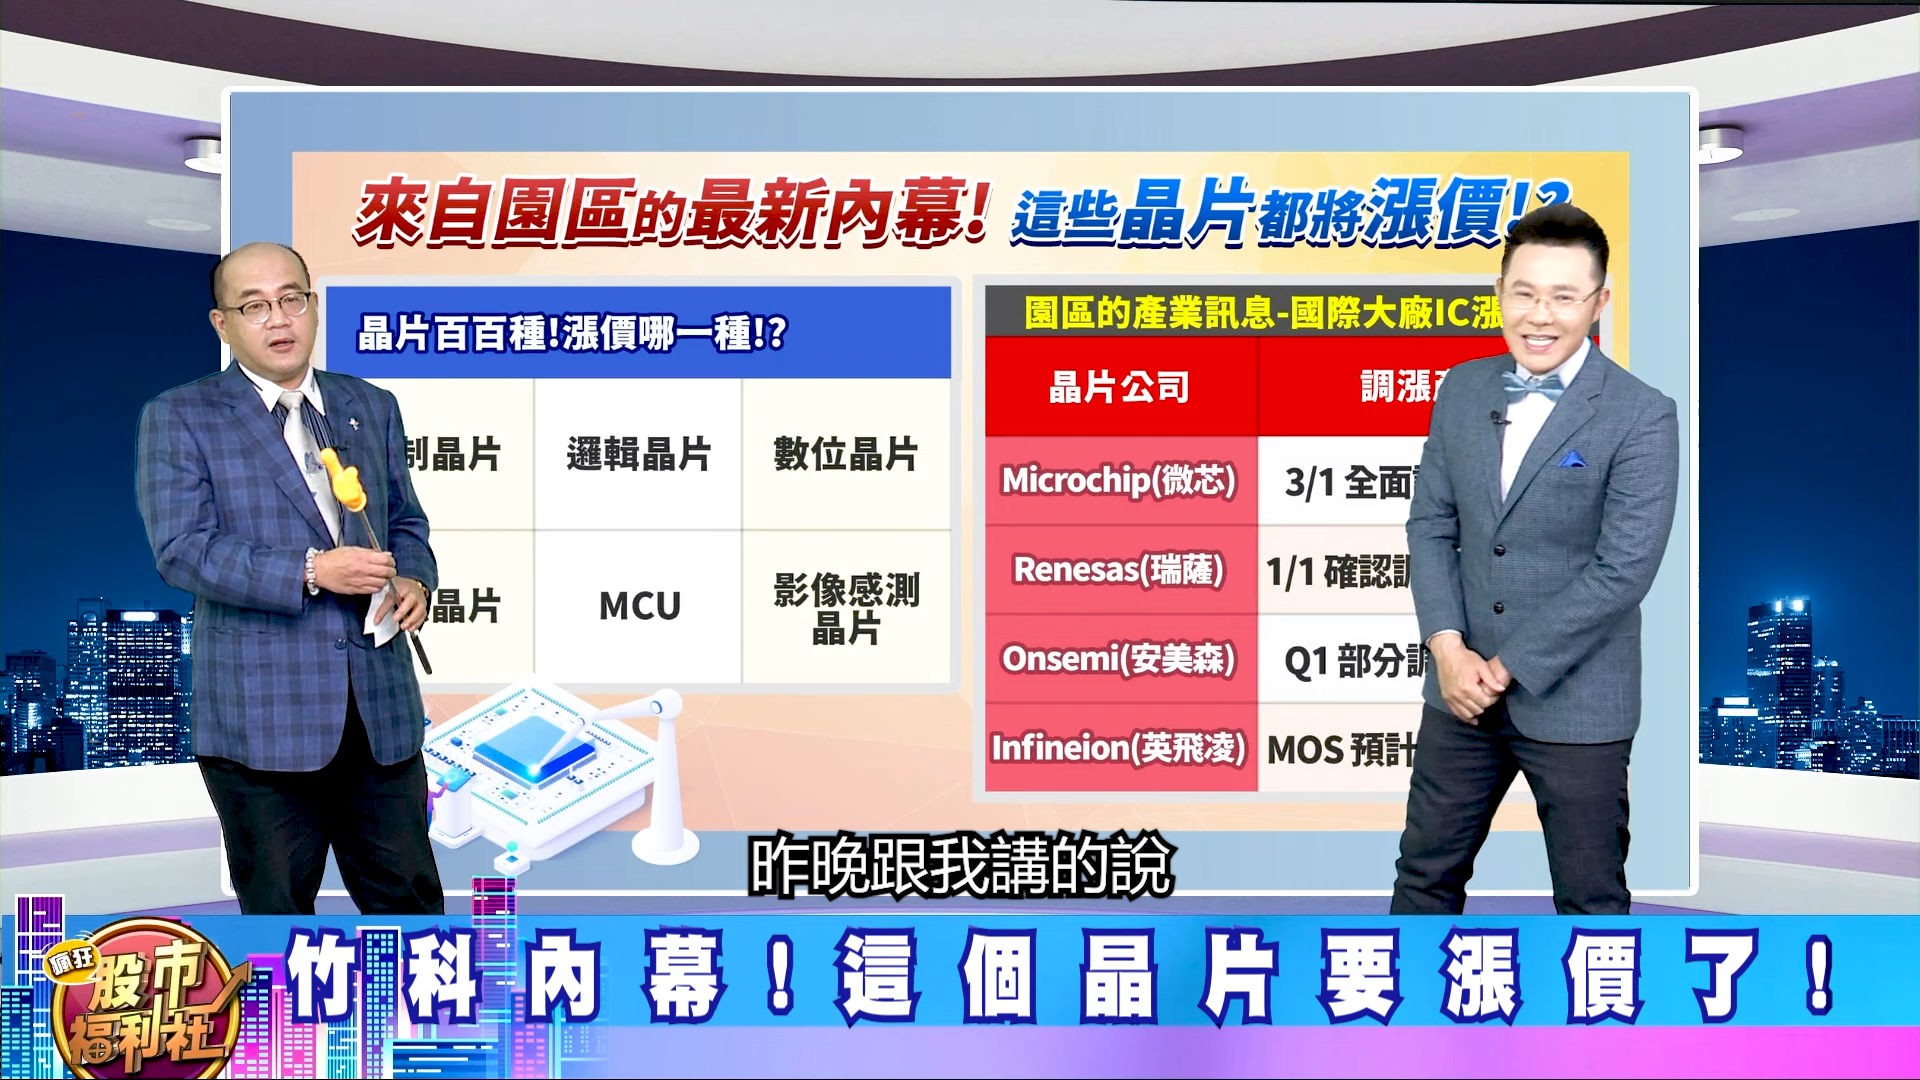 來自園區的最新內幕! 這些晶片都將漲價!?
晶片百百種!漲價哪一種!?
制晶片
邏輯晶片
數位晶片
晶片
MCU
影像感測
晶片
園區的產業訊息-國際大廠IC漲
晶片公司
調漲
Microchip(微芯)
3/1 全面
Renesas(瑞薩)
1/1 確認
Onsemi(安美森)
Q1 部分
Infineion(英飛凌)
MOS 預計
昨晚跟我講的說
竹科內幕!這個晶片要漲價了!
瘋狂
股市
福利社